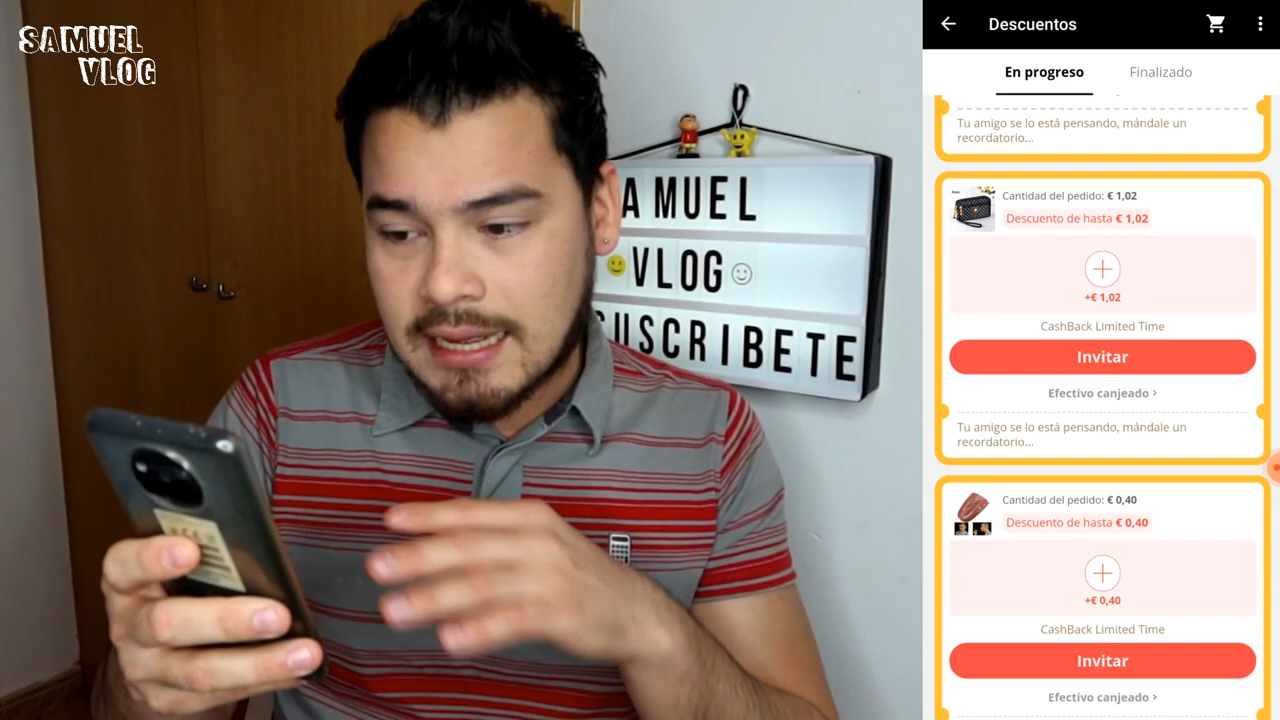 SAMUEL
VLOG
AMUEL
VLOG
SUSCRIBETE
Descuentos
En progreso
Finalizado
Tu amigo se lo está pensando, mándale un
recordatorio...
Cantidad del pedido: € 1,02
Descuento de hasta € 1,02
+€ 1,02
CashBack Limited Time
Invitar
Efectivo canjeado >
Tu amigo se lo está pensando, mándale un
recordatorio...
Cantidad del pedido: € 0,40
Descuento de hasta € 0,40
+€ 0,40
CashBack Limited Time
Invitar
Efectivo canjeado >